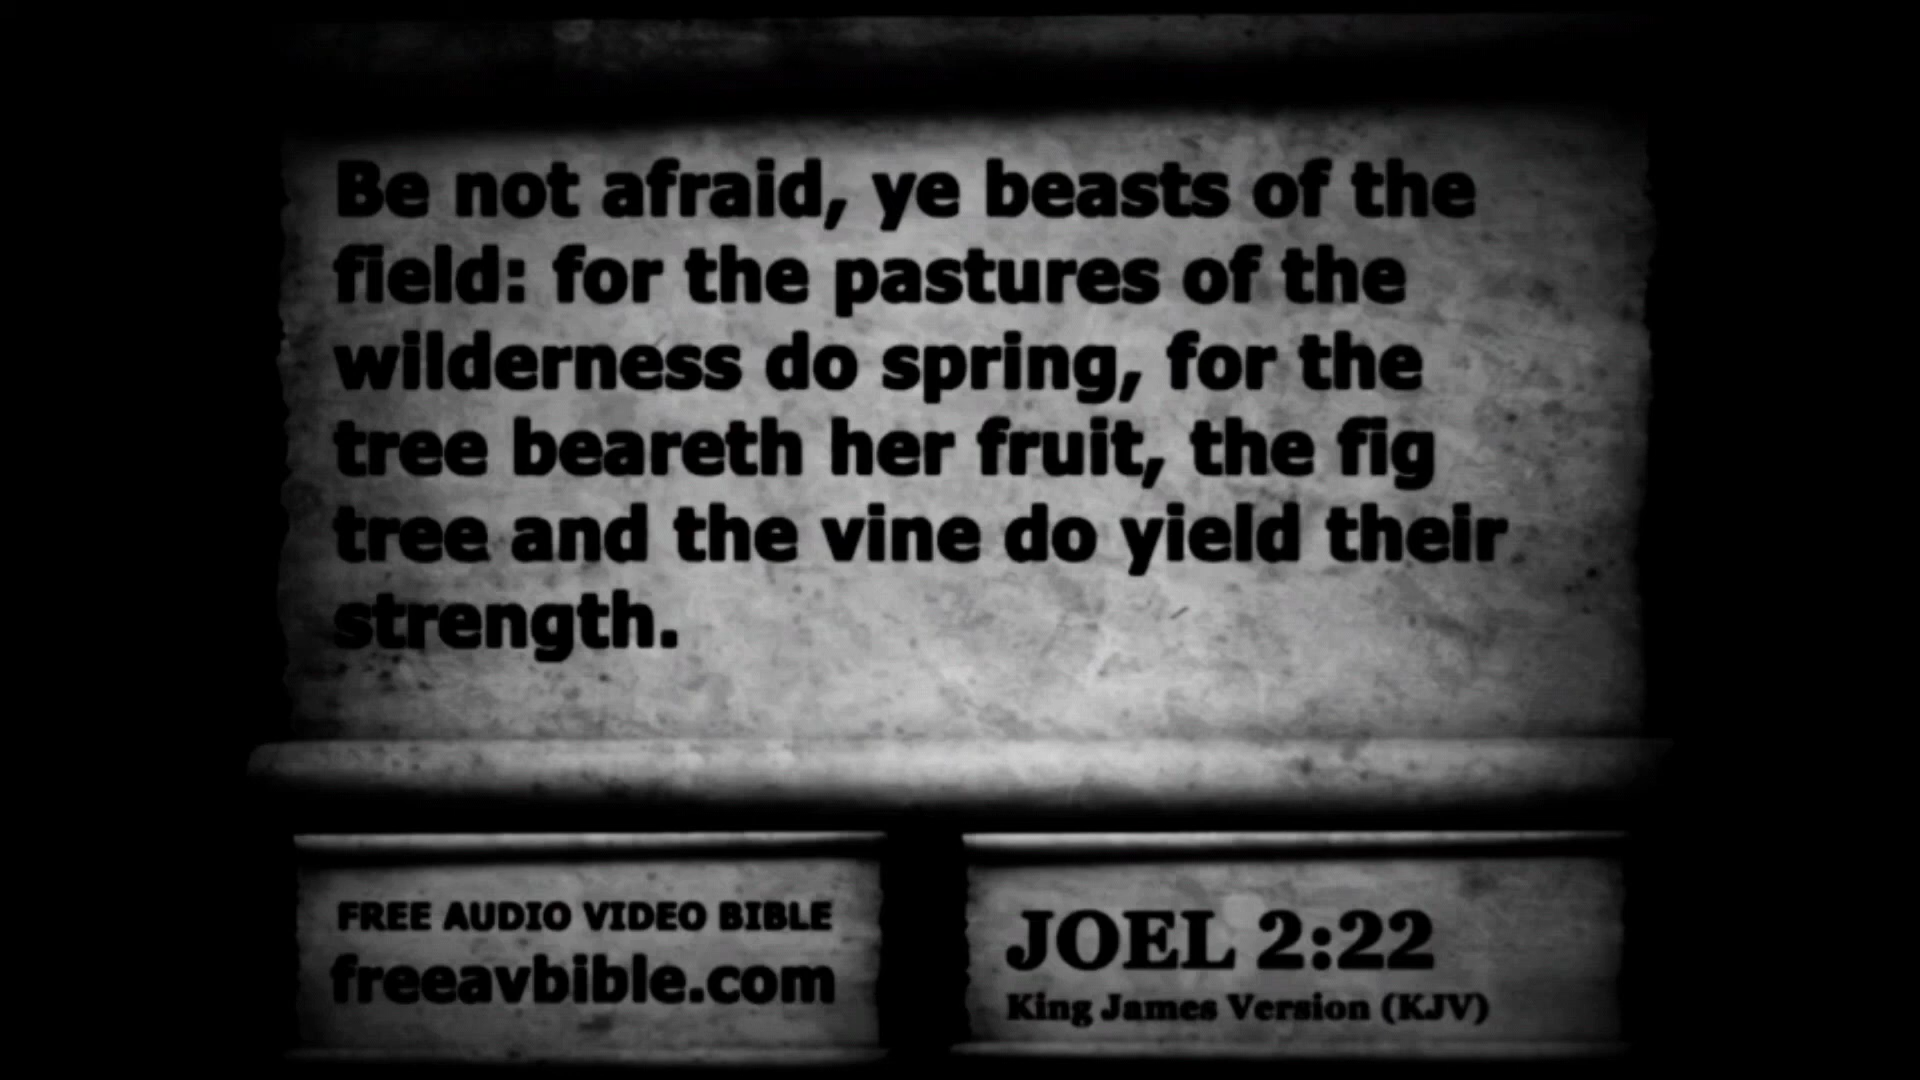 Be not afraid, ye beasts of the
field: for the pastures of the
wilderness do spring, for the
tree beareth her fruit, the fig
tree and the vine do yield their
strength.
FREE AUDIO VIDEO BIBLE
freeavbible.com
JOEL 2:22
King James Version (KJV)